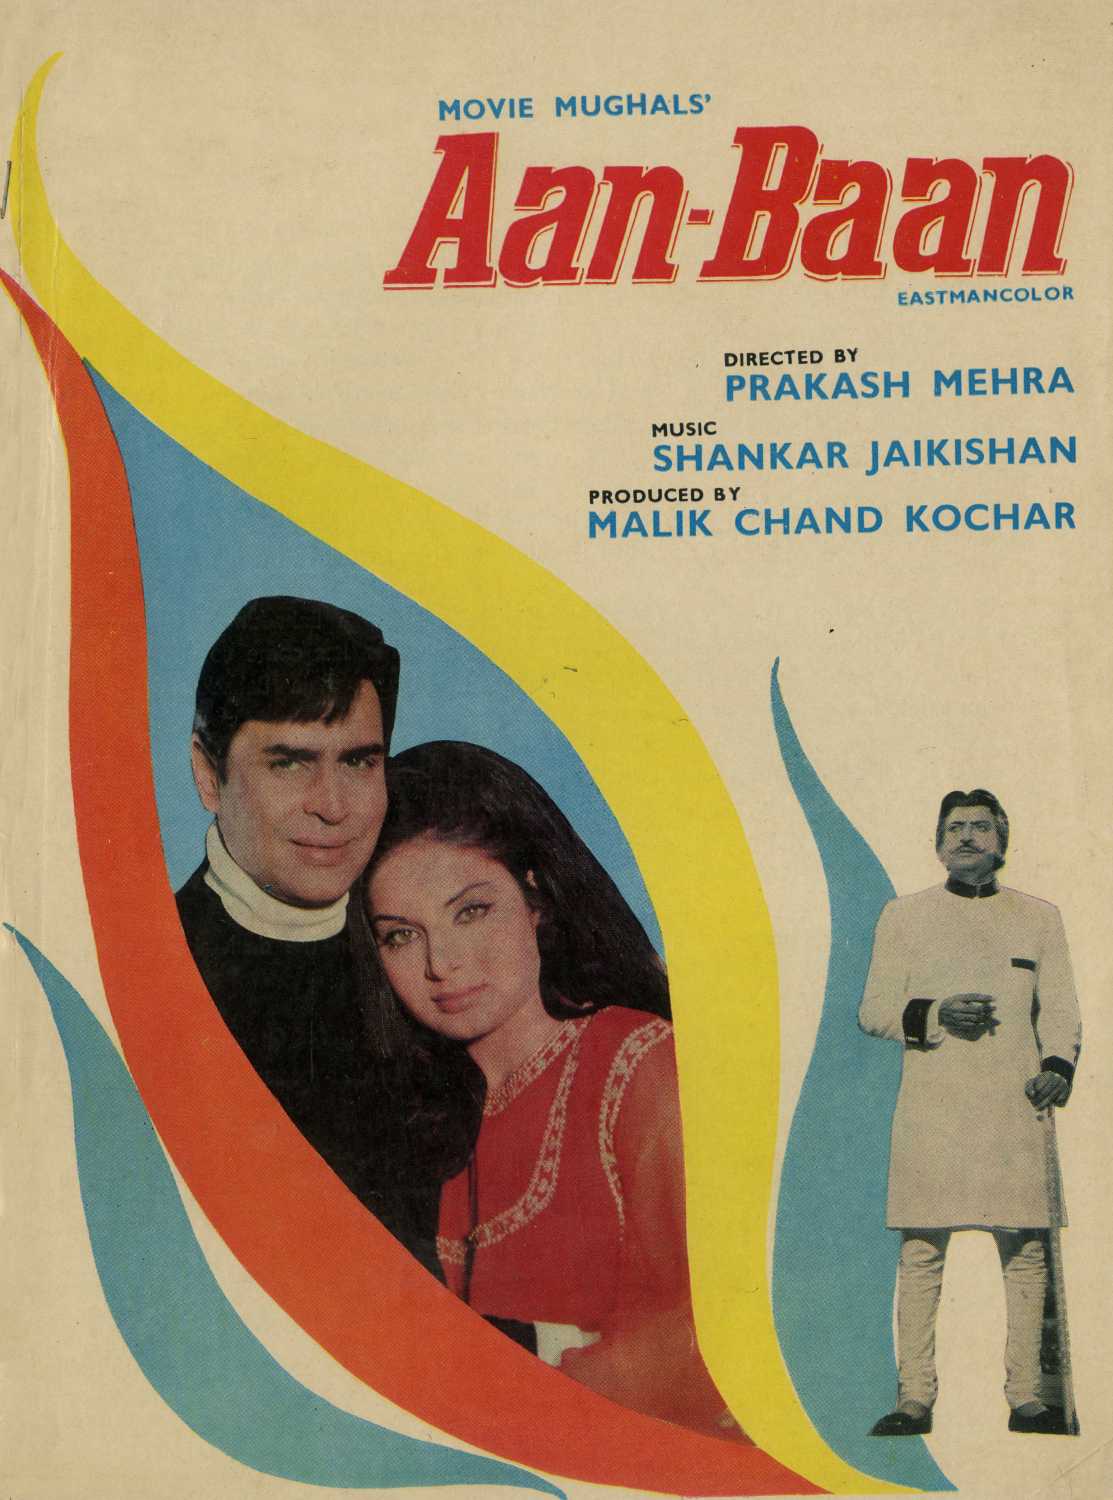 MOVIE MUGHALS'
Aan-Baan
EASTMANCOLOR
DIRECTED BY
PRAKASH MEHRA
MUSIC
SHANKAR JAIKISHAN
PRODUCED BY
MALIK CHAND KOCHAR